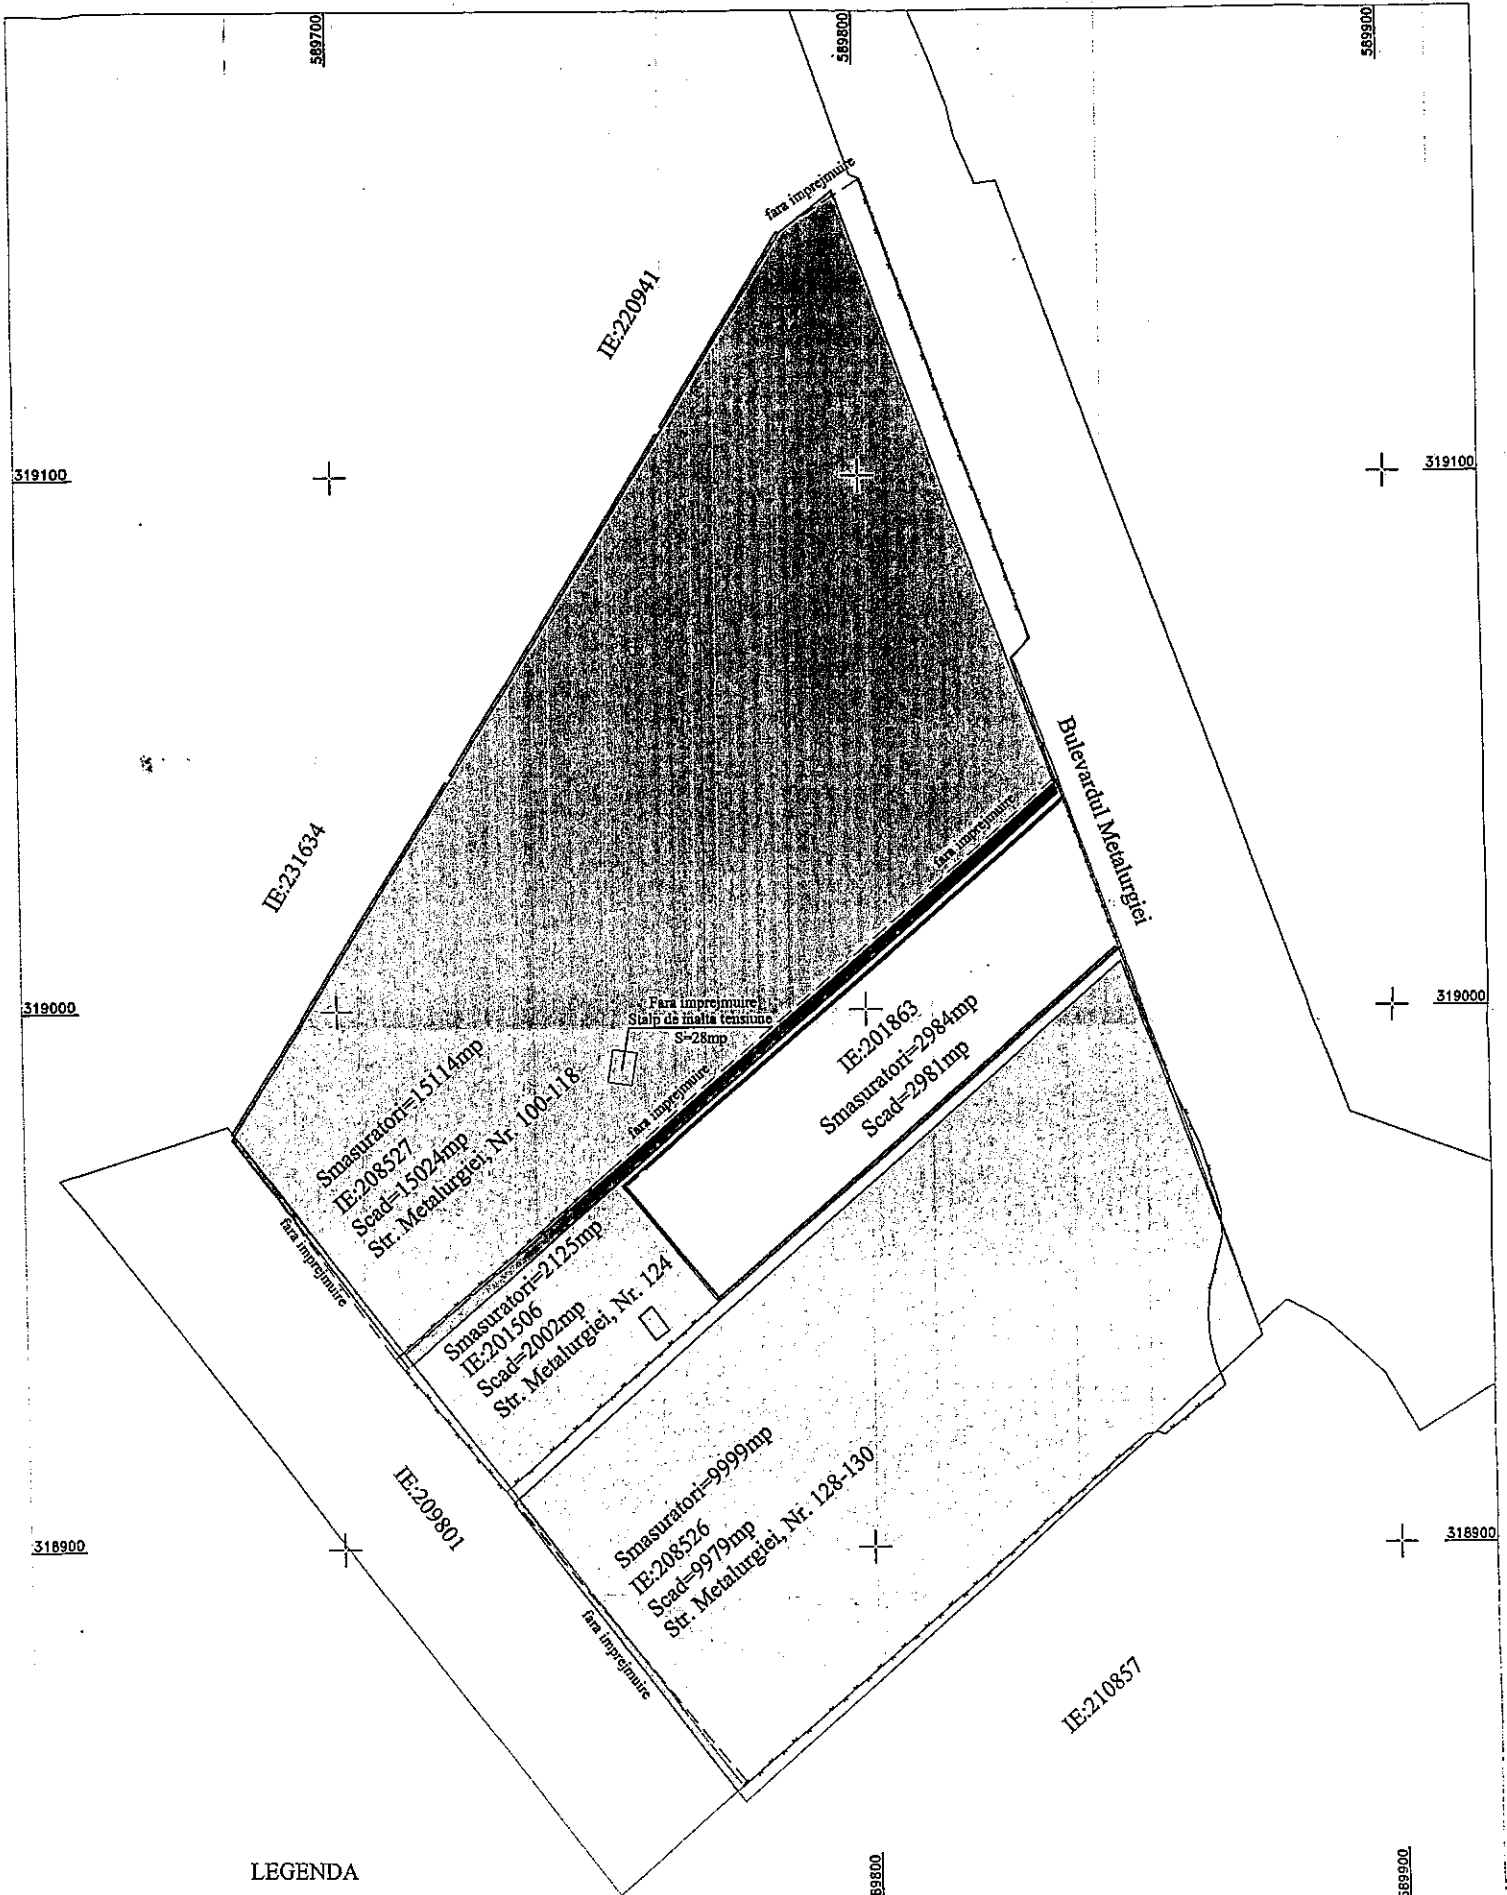 589700
589800
589900
fara imprejmuire
IE:220941
319100
319100
Bulevardul Metalurgiei
fara imprejmuire
IE:231634
319000
319000
Fara imprejmuire
Stalp de inalta tensiune
S=28mp
IE:201863
Smasuratori=2984mp
Scad=2981mp
Smasuratori=15114mp
IE:208527
Scad=15024mp
Str. Metalurgiei, Nr. 100-118
fara imprejmuire
fara imprejmuire
Smasuratori=2125mp
IE:201506
Scad=2002mp
Str. Metalurgiei, Nr. 124
IE:209801
Smasuratori=9999mp
IE:208526
Scad=9979mp
Str. Metalurgiei, Nr. 128-130
318900
318900
fara imprejmuire
IE:210857
LEGENDA
89800
89900